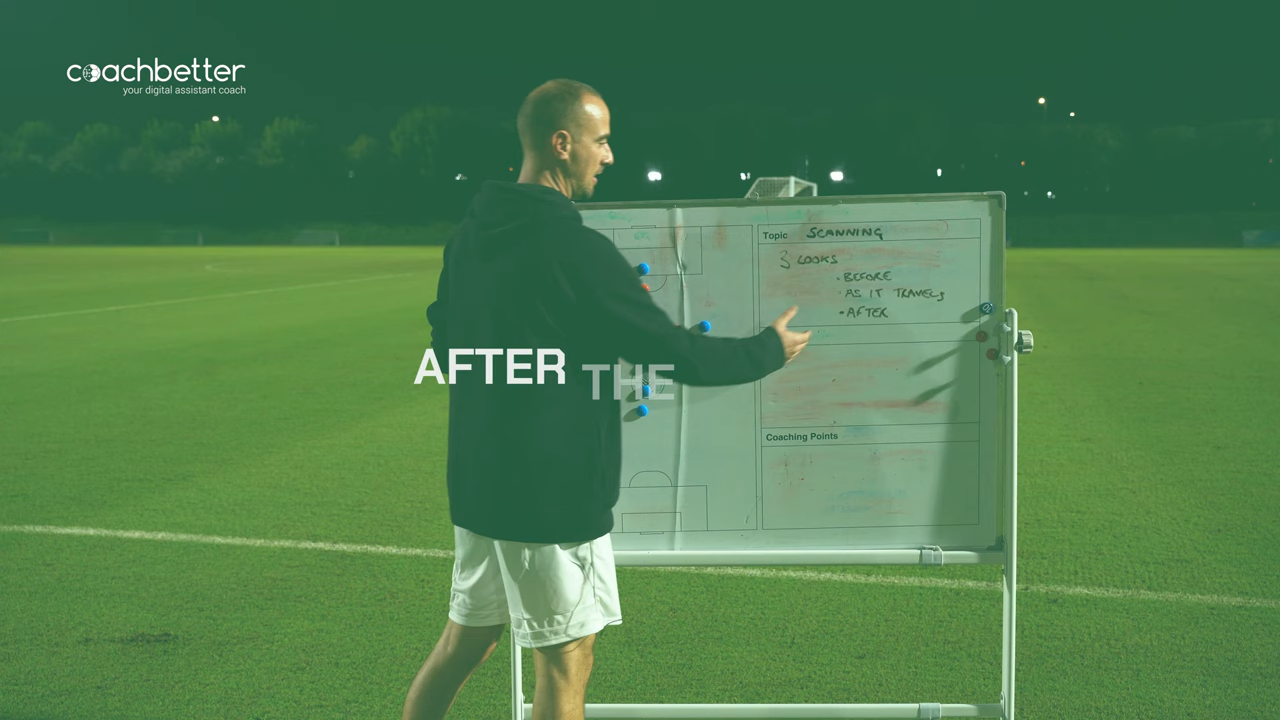 coachbetter
your digital assistant coach
Topic SCANNING
3 LOOKS
• BEFORE
• AS IT TRAVELS
• AFTER
AFTER THE
Coaching Points